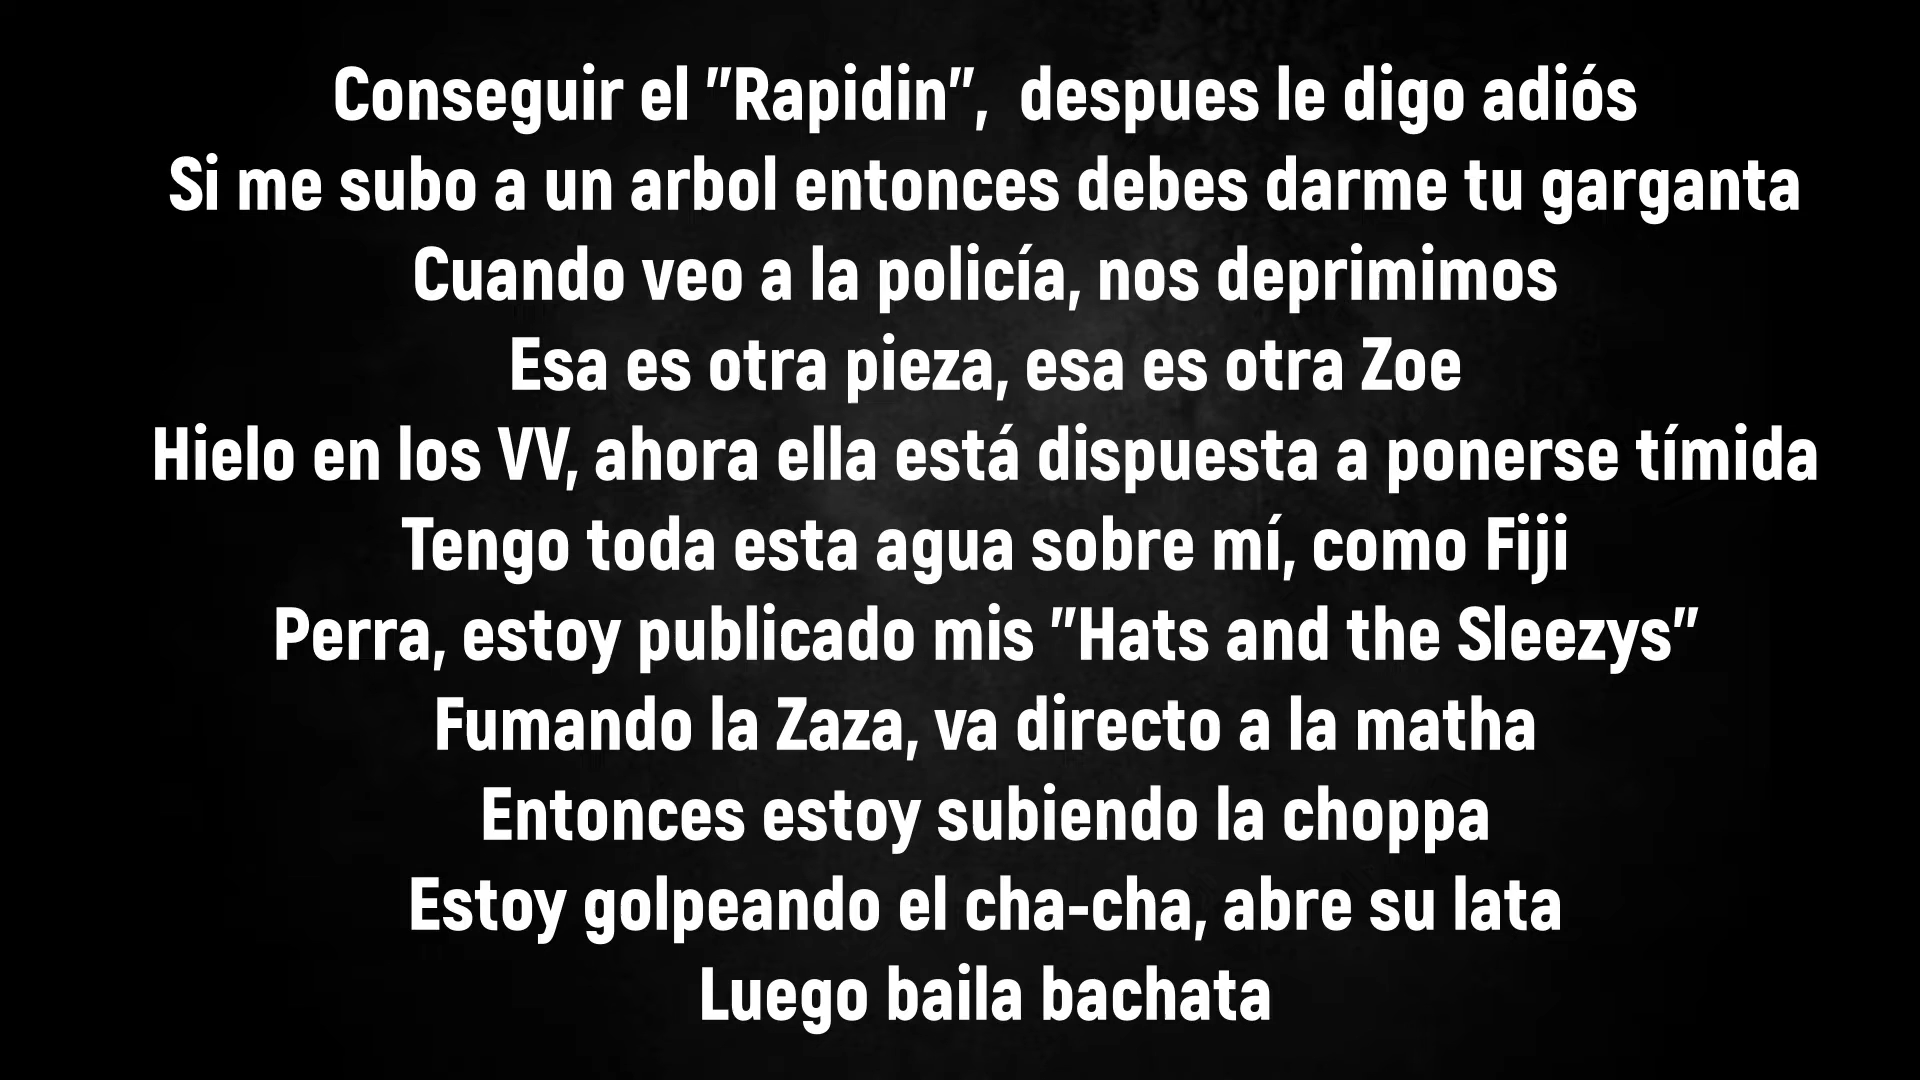 Conseguir el "Rapidin", despues le digo adiós
Si me subo a un arbol entonces debes darme tu garganta
Cuando veo a la policía, nos deprimimos
Esa es otra pieza, esa es otra Zoe
Hielo en los VV, ahora ella está dispuesta a ponerse tímida
Tengo toda esta agua sobre mí, como Fiji
Perra, estoy publicado mis "Hats and the Sleezys"
Fumando la Zaza, va directo a la matha
Entonces estoy subiendo la choppa
Estoy golpeando el cha-cha, abre su lata
Luego baila bachata